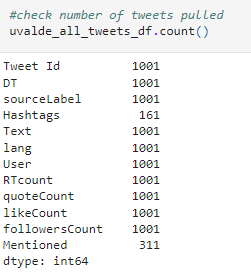 #check number of tweets pulled
uvalde_all_tweets_df.count()
Tweet Id 1001
DT 1001
sourceLabel 1001
Hashtags 161
Text 1001
lang 1001
User 1001
RTcount 1001
quoteCount 1001
likeCount 1001
followersCount 1001
Mentioned 311
dtype: int64